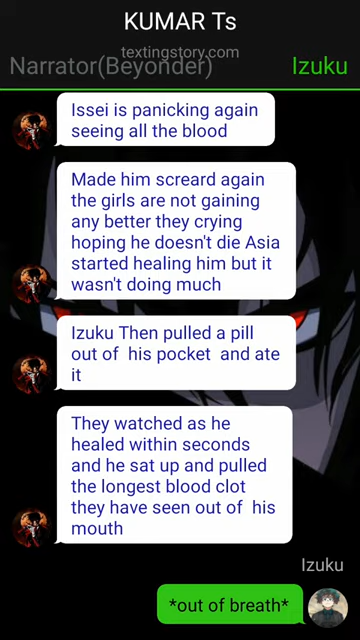 KUMAR Ts
textingstory.com
Narrator(Beyonder)
Izuku
Issei is panicking again
seeing all the blood
Made him screard again
the girls are not gaining
any better they crying
hoping he doesn't die Asia
started healing him but it
wasn't doing much
Izuku Then pulled a pill
out of his pocket and ate
it
They watched as he
healed within seconds
and he sat up and pulled
the longest blood clot
they have seen out of his
mouth
Izuku
*out of breath*